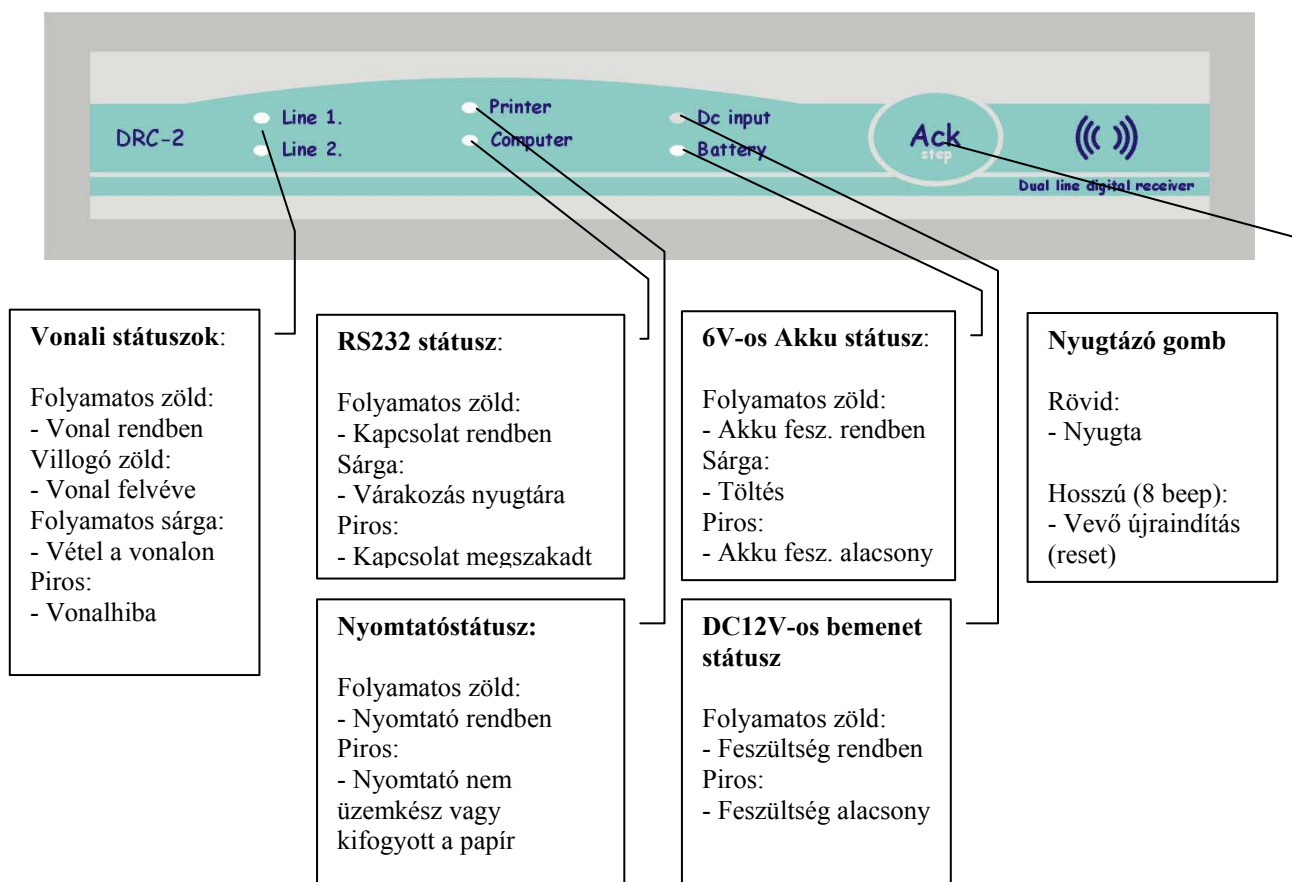 DRC-2
Line 1.
Line 2.
Printer
Computer
Dc input
Battery
Ack
stop
Dual line digital receiver
Vonali státuszok:
Folyamatos zöld:
- Vonal rendben
Villogó zöld:
- Vonal felvéve
Folyamatos sárga:
- Vétel a vonalon
Piros:
- Vonalhiba
RS232 státusz:
Folyamatos zöld:
- Kapcsolat rendben
Sárga:
- Várakozás nyugtára
Piros:
- Kapcsolat megszakadt
6V-os Akku státusz:
Folyamatos zöld:
- Akku fesz. rendben
Sárga:
- Töltés
Piros:
- Akku fesz. alacsony
Nyugtázó gomb
Rövid:
- Nyugta
Hosszú (8 beep):
- Vevő újraindítás
(reset)
Nyomtatóstátusz:
Folyamatos zöld:
- Nyomtató rendben
Piros:
- Nyomtató nem
üzemkész vagy
kifogyott a papír
DC12V-os bemenet
státusz
Folyamatos zöld:
- Feszültség rendben
Piros:
- Feszültség alacsony